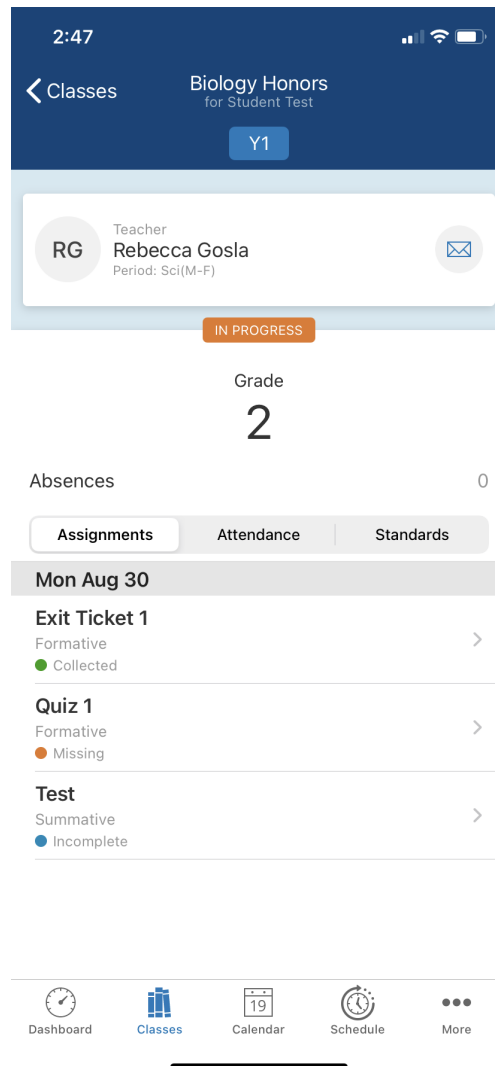 2:47
Classes
Biology Honors
for Student Test
Y1
RG
Teacher
Rebecca Gosla
Period: Sci(M-F)
IN PROGRESS
Grade
2
Absences 0
Assignments Attendance Standards
Mon Aug 30
Exit Ticket 1
Formative
Collected
Quiz 1
Formative
Missing
Test
Summative
Incomplete
19
Dashboard Classes Calendar Schedule More